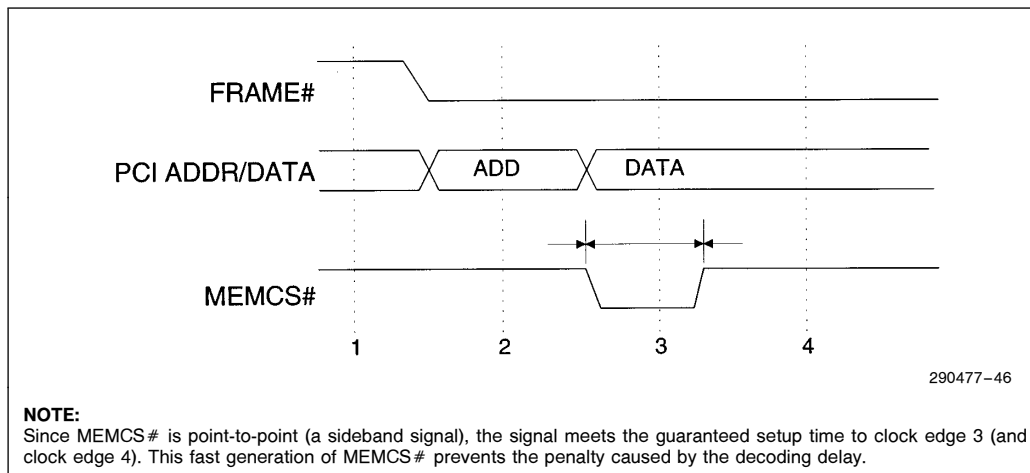 FRAME#
PCI ADDR/DATA
ADD
DATA
MEMCS#
1
2
3
4
290477–46
NOTE:
Since MEMCS# is point-to-point (a sideband signal), the signal meets the guaranteed setup time to clock edge 3 (and
clock edge 4). This fast generation of MEMCS# prevents the penalty caused by the decoding delay.